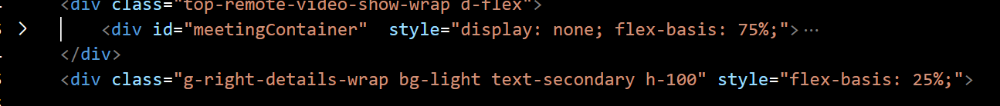 <div class="top-remote-video-show-wrap d-flex">
<div id="meetingContainer"  style="display: none; flex-basis: 75%;">…
</div>
<div class="g-right-details-wrap bg-light text-secondary h-100" style="flex-basis: 25%;">